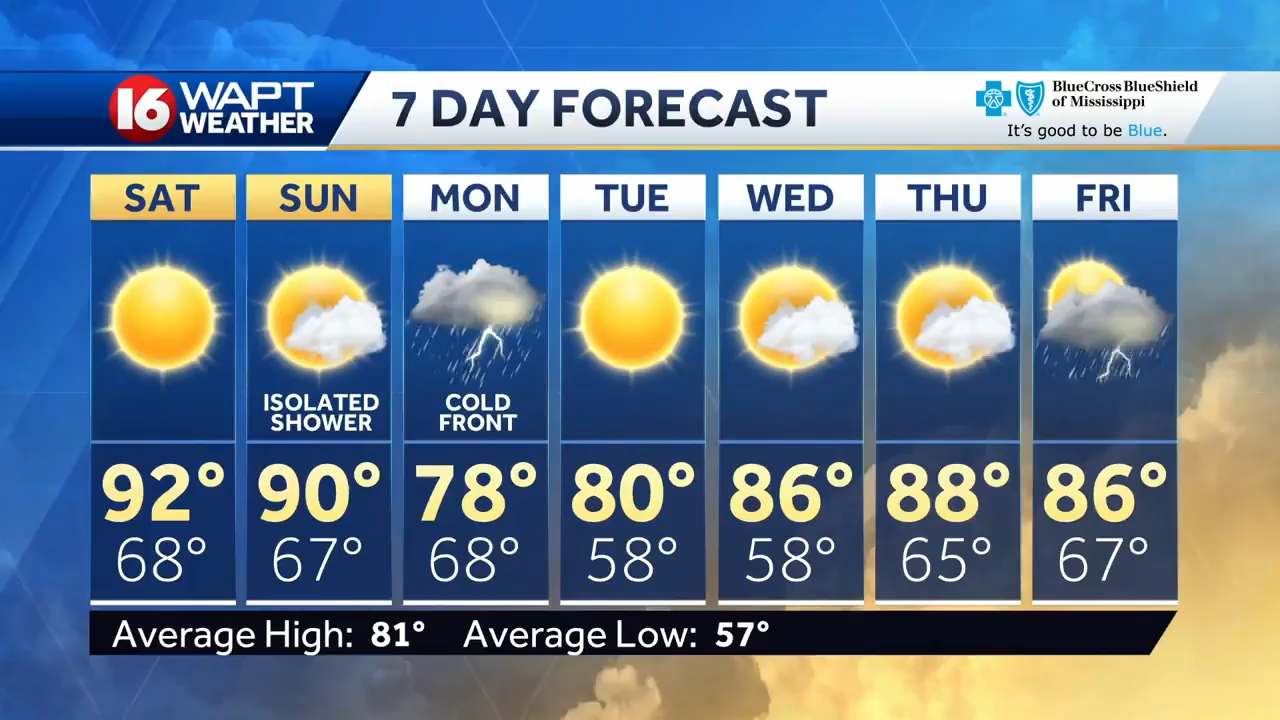 16 WAPT WEATHER
7 DAY FORECAST
BlueCross BlueShield
of Mississippi
It's good to be Blue.
SAT SUN MON TUE WED THU FRI
ISOLATED SHOWER
COLD FRONT
92° 90° 78° 80° 86° 88° 86°
68° 67° 68° 58° 58° 65° 67°
Average High: 81° Average Low: 57°